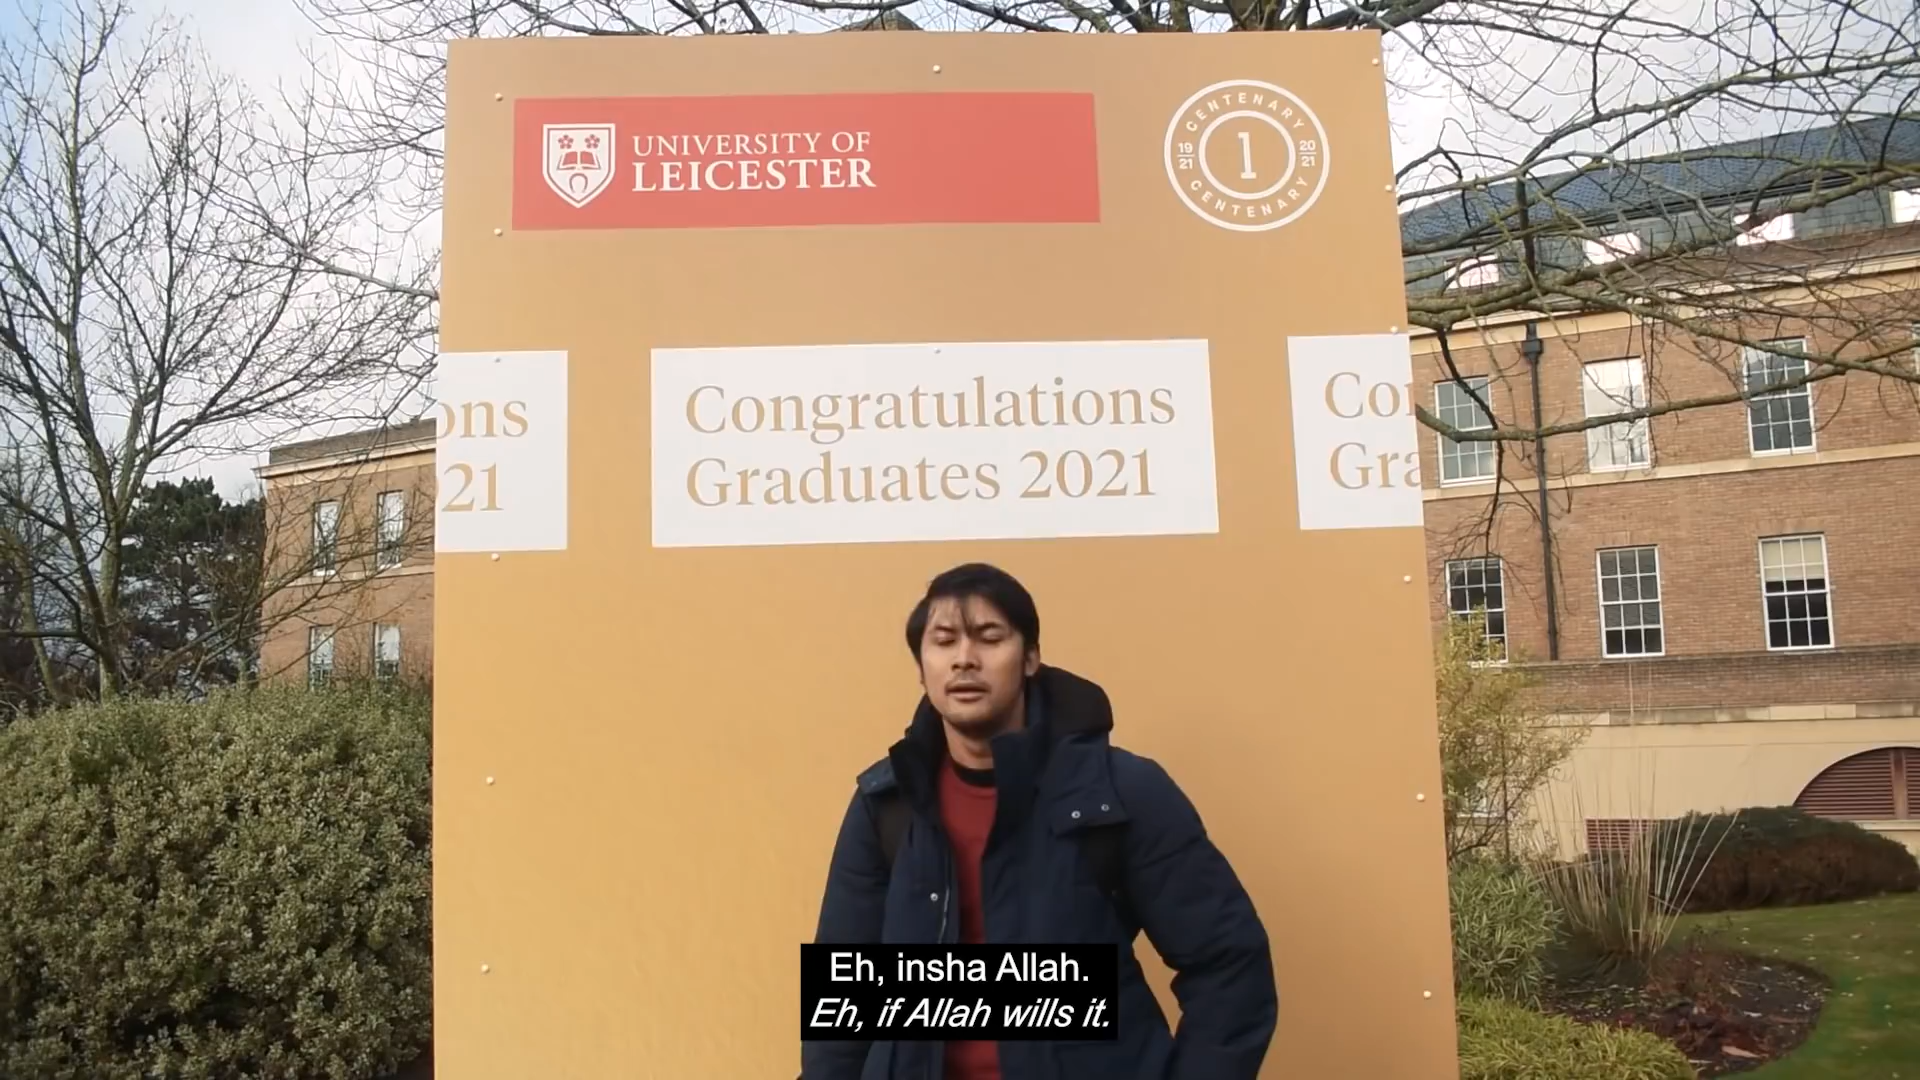 UNIVERSITY OF
LEICESTER
CENTENARY
19
21
1
20
21
CENTENARY
ons
21
Congratulations
Graduates 2021
Con
Gra
Eh, insha Allah.
Eh, if Allah wills it.